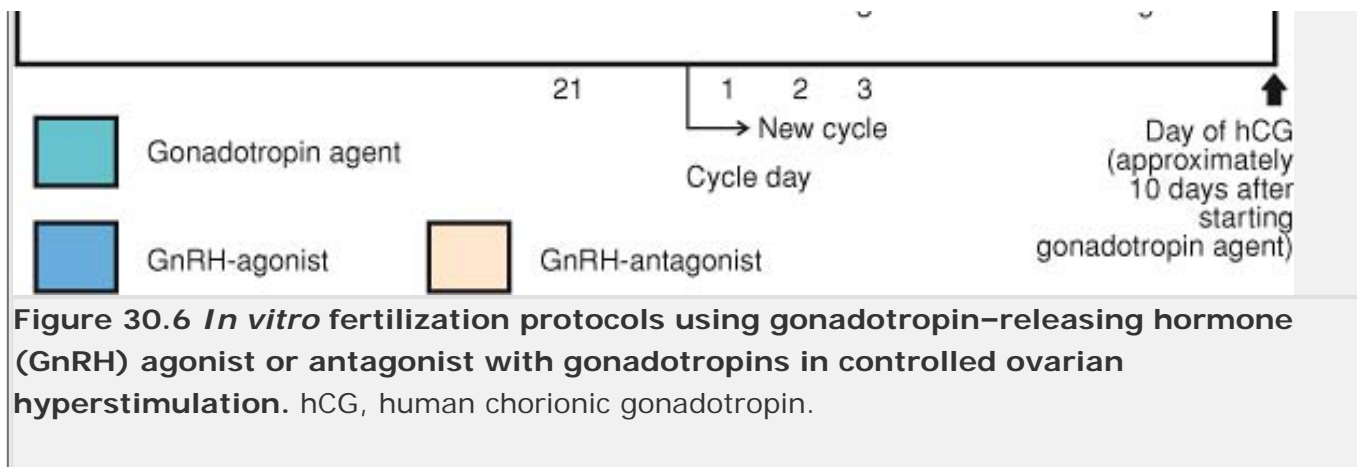 21 1 2 3
New cycle
Cycle day
Day of hCG
(approximately
10 days after
starting
gonadotropin agent)
Gonadotropin agent
GnRH-agonist GnRH-antagonist
Figure 30.6 In vitro fertilization protocols using gonadotropin–releasing hormone
(GnRH) agonist or antagonist with gonadotropins in controlled ovarian
hyperstimulation. hCG, human chorionic gonadotropin.